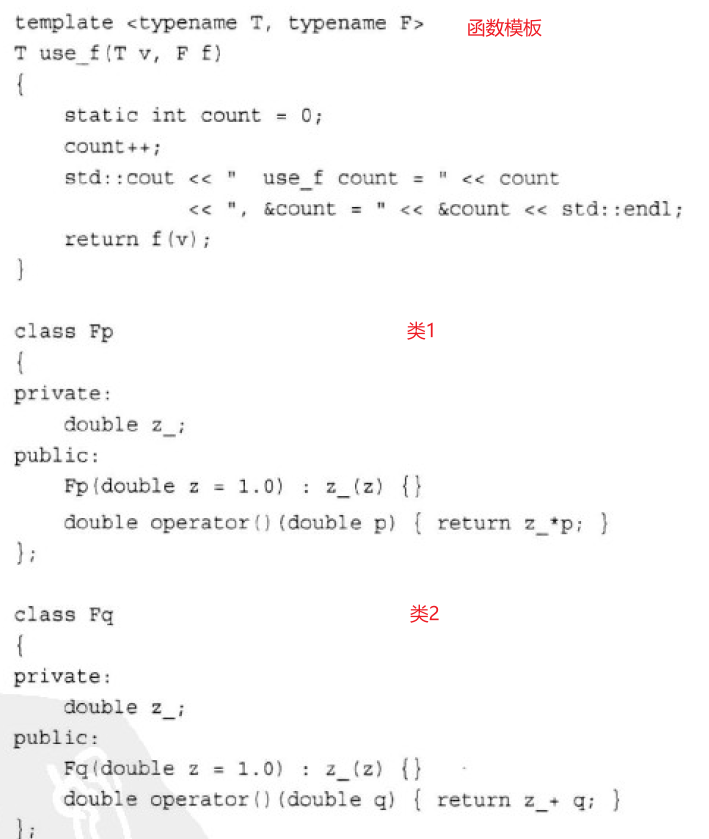 template <typename T, typename F> 函数模板
T use_f(T v, F f)
{
    static int count = 0;
    count++;
    std::cout << "  use_f count = " << count
              << ", &count = " << &count << std::endl;
    return f(v);
}
class Fp 类1
{
private:
    double z_;
public:
    Fp(double z = 1.0) : z_(z) {}
    double operator()(double p) { return z_*p; }
};
class Fq 类2
{
private:
    double z_;
public:
    Fq(double z = 1.0) : z_(z) {}
    double operator()(double q) { return z_+ q; }
};